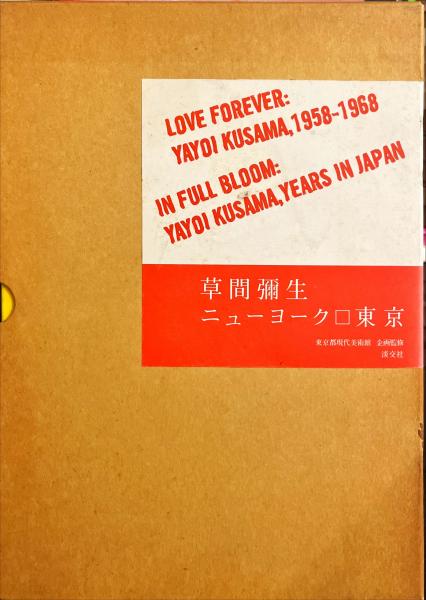 LOVE FOREVER:
YAYOI KUSAMA,1958-1968
IN FULL BLOOM:
YAYOI KUSAMA,YEARS IN JAPAN
草間彌生
ニューヨーク□東京
東京都現代美術館 企画監修
淡交社